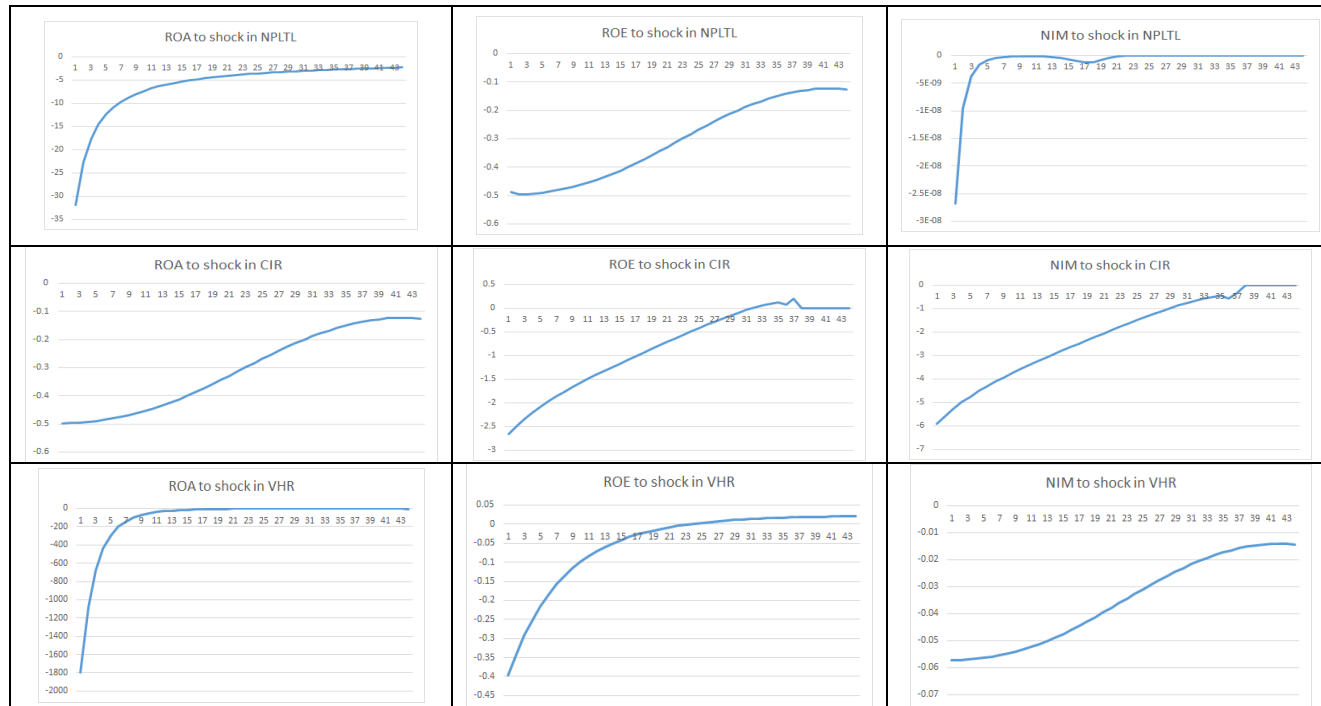 ROA to shock in NPLTL
0
1 3 5 7 9 11 13 15 17 19 21 23 25 27 29 31 33 35 37 39 41 43
-5
-10
-15
-20
-25
-30
-35
ROE to shock in NPLTL
0
1 3 5 7 9 11 13 15 17 19 21 23 25 27 29 31 33 35 37 39 41 43
-0.1
-0.2
-0.3
-0.4
-0.5
-0.6
NIM to shock in NPLTL
0
1 3 5 7 9 11 13 15 17 19 21 23 25 27 29 31 33 35 37 39 41 43
-5E-09
-1E-08
-1.5E-08
-2E-08
-2.5E-08
-3E-08
ROA to shock in CIR
0
1 3 5 7 9 11 13 15 17 19 21 23 25 27 29 31 33 35 37 39 41 43
-0.1
-0.2
-0.3
-0.4
-0.5
-0.6
ROE to shock in CIR
0.5
0
1 3 5 7 9 11 13 15 17 19 21 23 25 27 29 31 33 35 37 39 41 43
-0.5
-1
-1.5
-2
-2.5
-3
NIM to shock in CIR
0
1 3 5 7 9 11 13 15 17 19 21 23 25 27 29 31 33 35 37 39 41 43
-1
-2
-3
-4
-5
-6
-7
ROA to shock in VHR
0
1 3 5 7 9 11 13 15 17 19 21 23 25 27 29 31 33 35 37 39 41 43
-200
-400
-600
-800
-1000
-1200
-1400
-1600
-1800
-2000
ROE to shock in VHR
0.05
0
1 3 5 7 9 11 13 15 17 19 21 23 25 27 29 31 33 35 37 39 41 43
-0.05
-0.1
-0.15
-0.2
-0.25
-0.3
-0.35
-0.4
-0.45
NIM to shock in VHR
0
1 3 5 7 9 11 13 15 17 19 21 23 25 27 29 31 33 35 37 39 41 43
-0.01
-0.02
-0.03
-0.04
-0.05
-0.06
-0.07